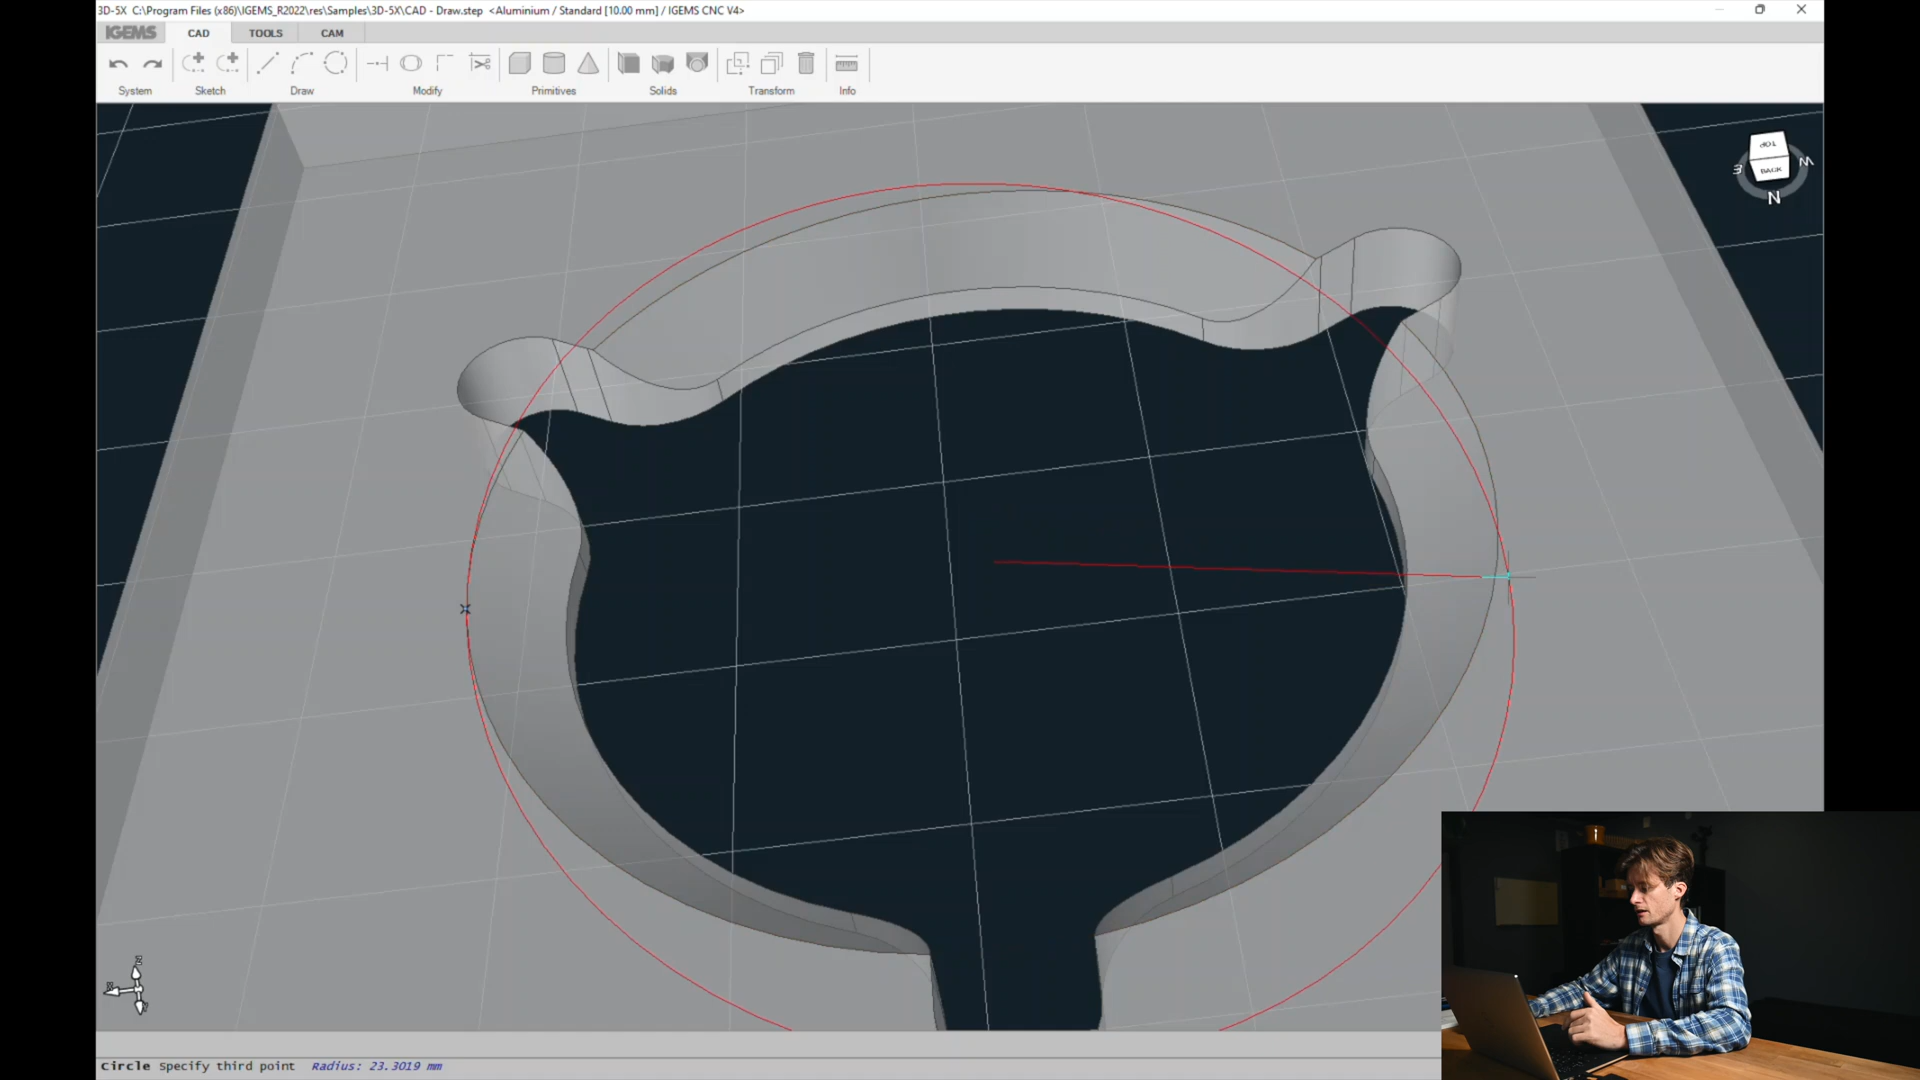 3D-5X C:\Program Files (x86)\IGEMS_R2022\res\Samples\3D-5X\CAD - Draw.step <Aluminium / Standard [10.00 mm] / IGEMS CNC V4>
IGEMS CAD TOOLS CAM
System Sketch Draw Modify Primitives Solids Transform Info
TOP
BACK
N
Circle Specify third point Radius: 23.3019 mm